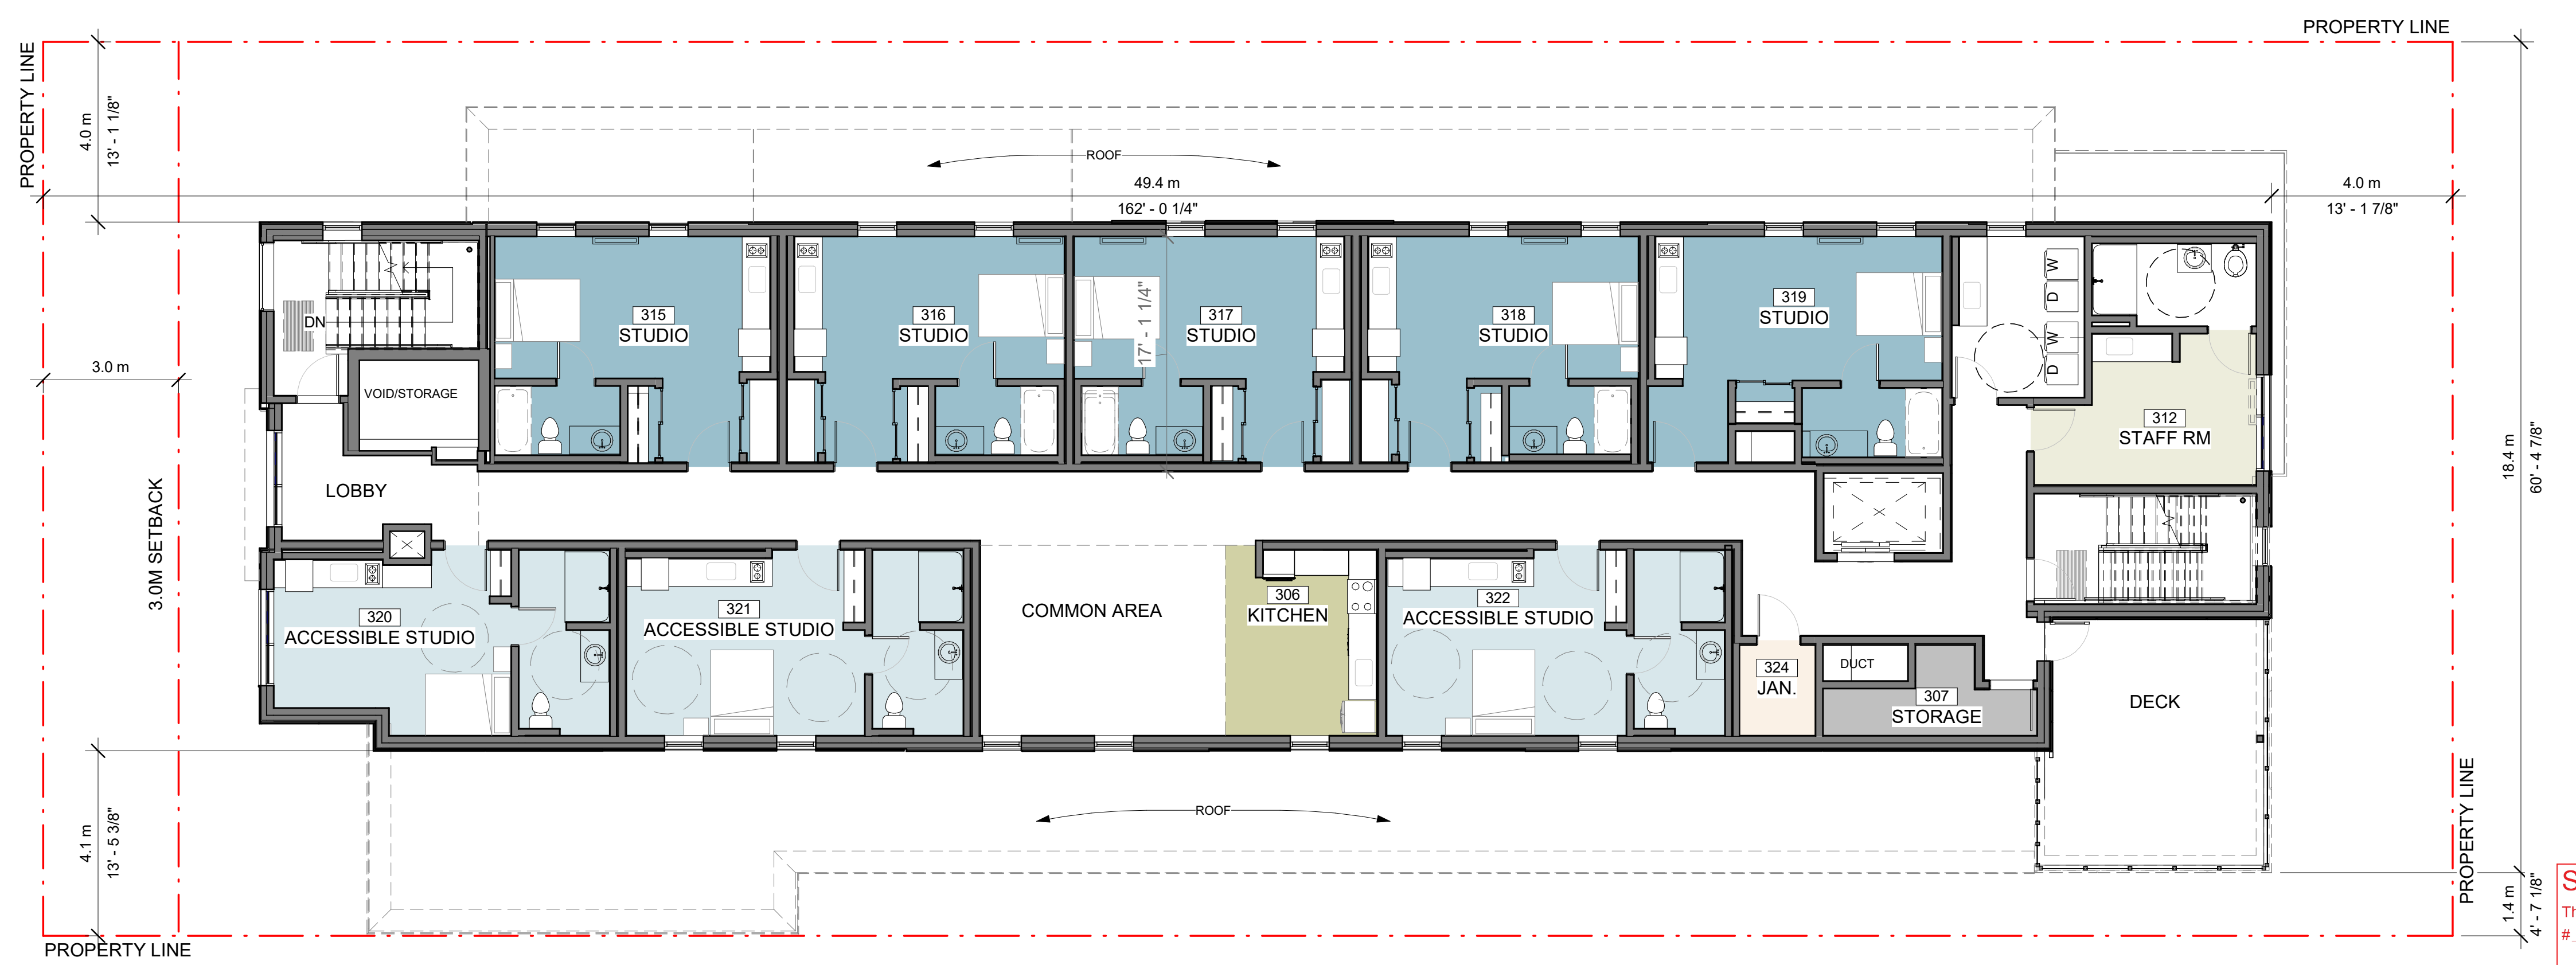 PROPERTY LINE
PROPERTY LINE
4.0 m
13' - 1 1/8"
ROOF
49.4 m
162' - 0 1/4"
4.0 m
13' - 1 7/8"
3.0 m
3.0M SETBACK
DN
VOID/STORAGE
LOBBY
315
STUDIO
316
STUDIO
17' - 1 1/4"
317
STUDIO
318
STUDIO
319
STUDIO
W
D
W
D
312
STAFF RM
18.4 m
60' - 4 7/8"
320
ACCESSIBLE STUDIO
321
ACCESSIBLE STUDIO
COMMON AREA
306
KITCHEN
322
ACCESSIBLE STUDIO
324
JAN.
DUCT
307
STORAGE
DECK
4.1 m
13' - 5 3/8"
ROOF
PROPERTY LINE
1.4 m
4' - 7 1/8"
S
Th
#
PROPERTY LINE